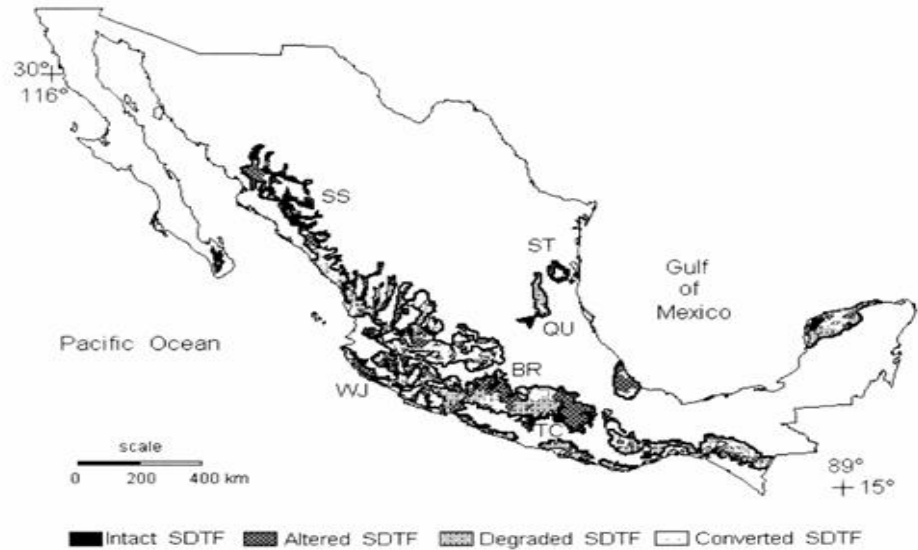 30°
116°
SS
ST
Gulf
of
Mexico
QU
Pacific Ocean
BR
WJ
TC
scale
0 200 400 km
89°
15°
Intact SDTF Altered SDTF Degraded SDTF Converted SDTF